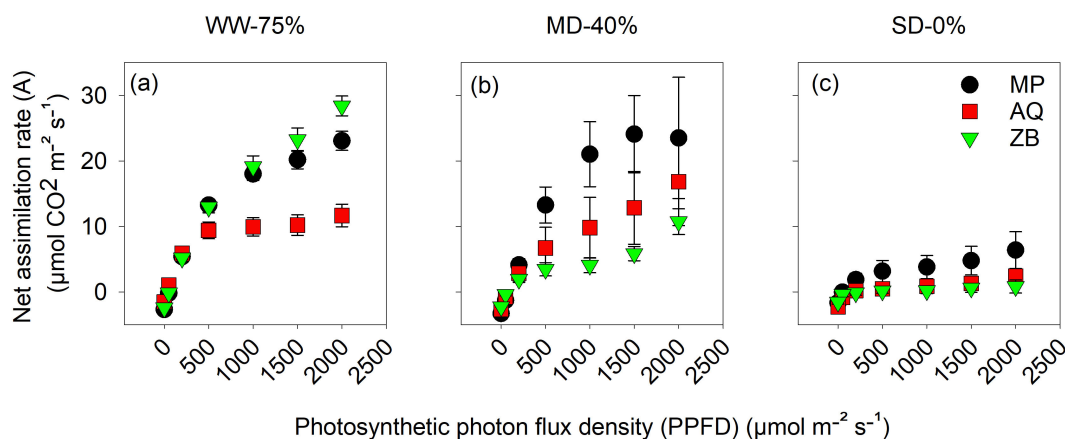 WW-75%
MD-40%
SD-0%
Net assimilation rate (A)
(µmol CO² m⁻² s⁻¹)
30
20
10
0
(a)
(b)
(c)
MP
AQ
ZB
0 500 1000 1500 2000 2500
0 500 1000 1500 2000 2500
0 500 1000 1500 2000 2500
Photosynthetic photon flux density (PPFD) (µmol m⁻² s⁻¹)